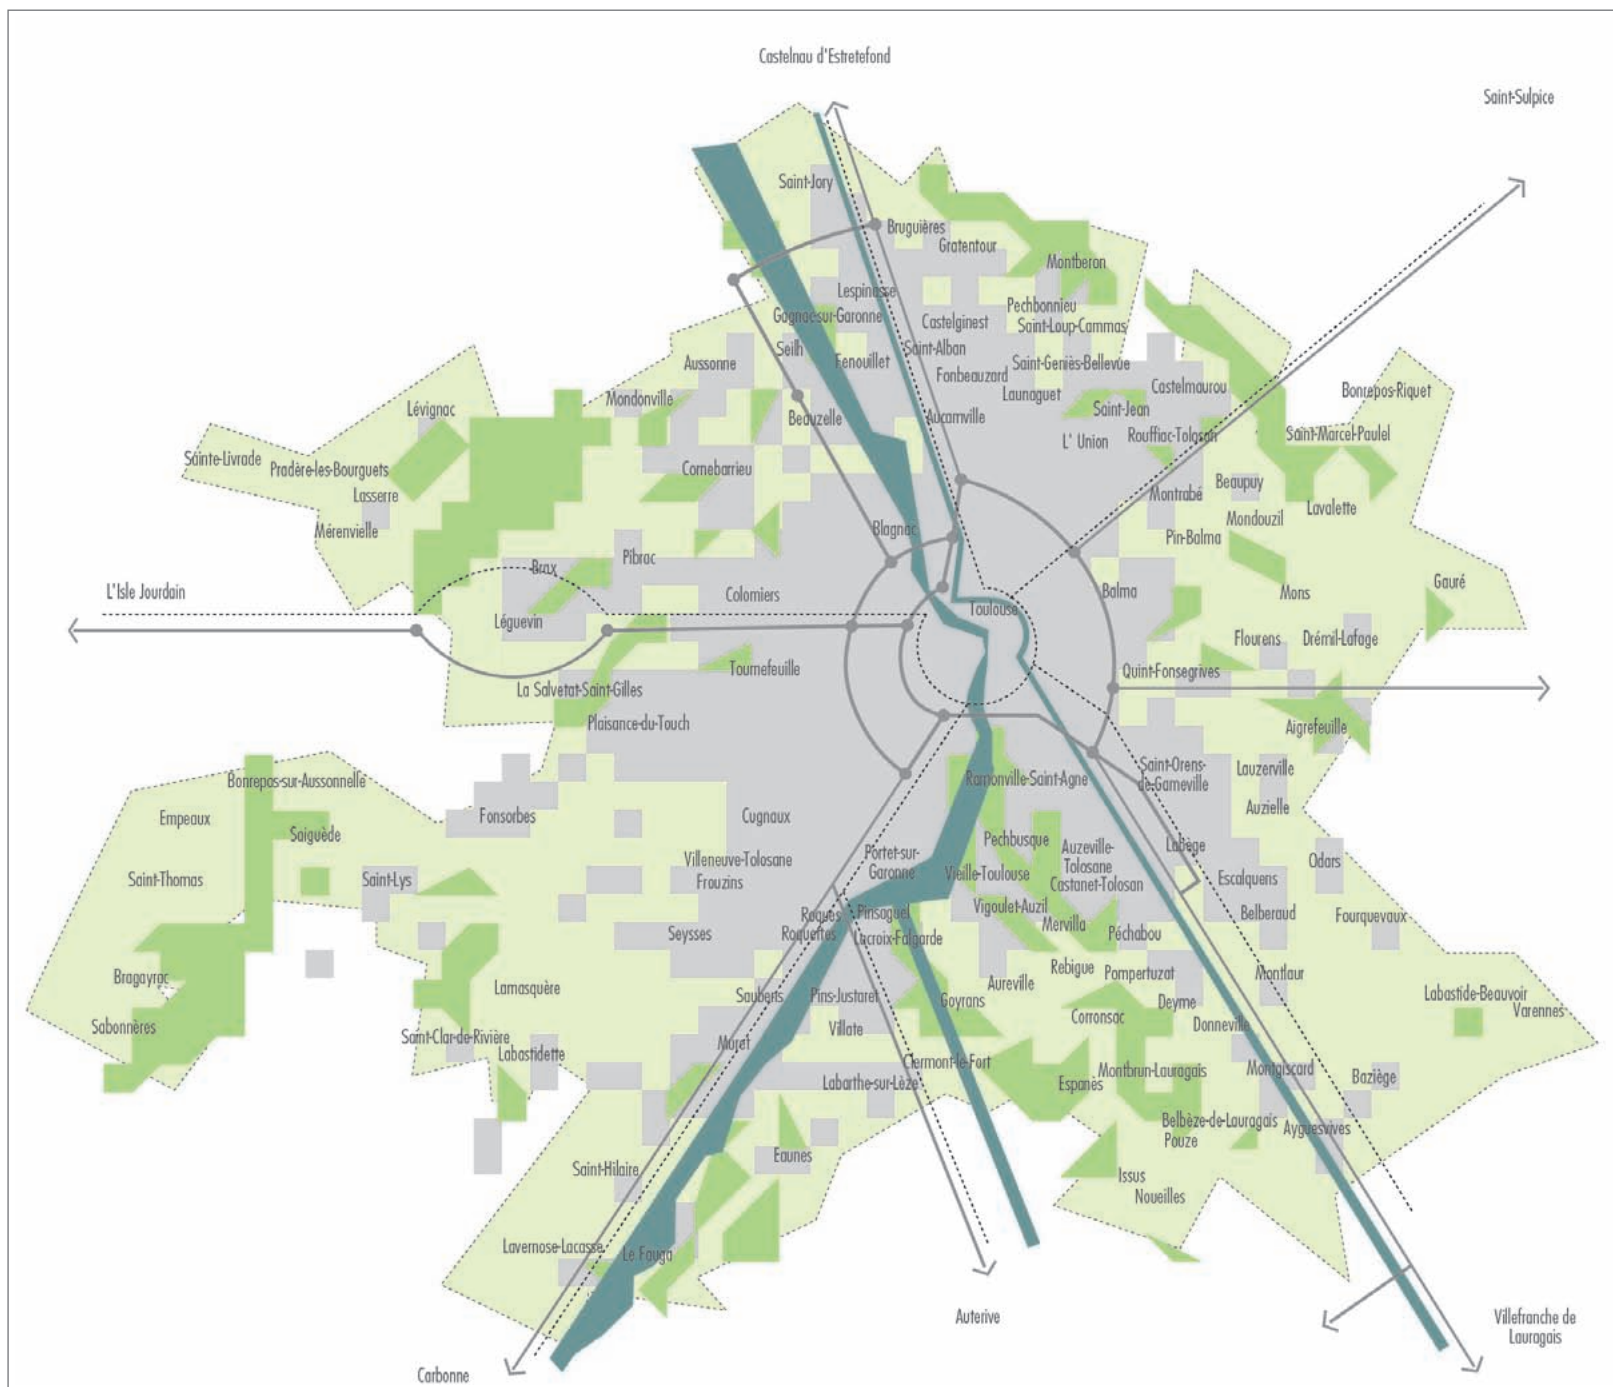 Castelnau d'Estretefond
Saint-Sulpice
Saint-Jory
Bruguières
Gratentour
Montberon
Lespinasse
Pechbonnieu
Gagnac-sur-Garonne
Castelginest
Saint-Loup-Cammas
Seilh
Saint-Alban
Aussonne
Fenouillet
Saint-Geniès-Bellevue
Fonbeauzard
Castelmaurou
Bonrepos-Riquet
Launaguet
Mondonville
Lévignac
Saint-Jean
Beauzelle
Aucamville
Rouffiac-Tolosan
Saint-Marcel-Paulel
L' Union
Sainte-Livrade
Pradère-les-Bourguets
Cornebarrieu
Beaupuy
Lasserre
Montrabé
Lavalette
Mondouzil
Mérenvielle
Blagnac
Pin-Balma
Pibrac
Brax
Gauré
L'Isle Jourdain
Colomiers
Balma
Mons
Toulouse
Léguevin
Flourens
Drémil-Lafage
Tournefeuille
Quint-Fonsegrives
La Salvetat-Saint-Gilles
Plaisance-du-Touch
Aigrefeuille
Saint-Orens-
de-Gameville
Lauzerville
Bonrepos-sur-Aussonnelle
Ramonville-Saint-Agne
Auzielle
Empeaux
Fonsorbes
Cugnaux
Saiguède
Pechbusque
Auzeville-
Tolosane
Labège
Portet-sur-
Garonne
Villeneuve-Tolosane
Odars
Saint-Thomas
Saint-Lys
Frouzins
Vieille-Toulouse
Castanet-Tolosan
Escalquens
Vigoulet-Auzil
Belberaud
Fourquevaux
Roques
Pinsaguel
Mervilla
Seysses
Roquettes
Lacroix-Falgarde
Péchabou
Rebigue
Pompertuzat
Montlaur
Bragayrac
Aureville
Lamasquère
Saubens
Pins-Justaret
Goyrans
Deyme
Labastide-Beauvoir
Varennes
Corronsac
Donneville
Sabonnères
Saint-Clar-de-Rivière
Villate
Muret
Labastidette
Clermont-le-Fort
Montbrun-Lauragais
Montgiscard
Baziège
Labarthe-sur-Lèze
Espanès
Belbèze-de-Lauragais
Ayguesvives
Pouze
Eaunes
Saint-Hilaire
Issus
Noueilles
Lavernose-Lacasse
Le Fauga
Auterive
Villefranche de
Lauragais
Carbonne